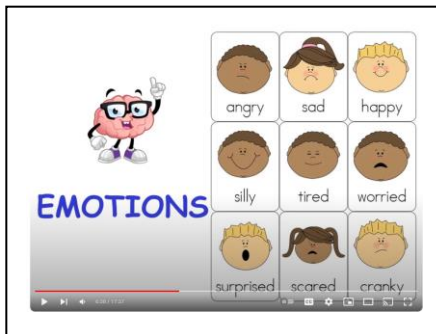 angry sad happy
silly tired worried
EMOTIONS
surprised scared cranky